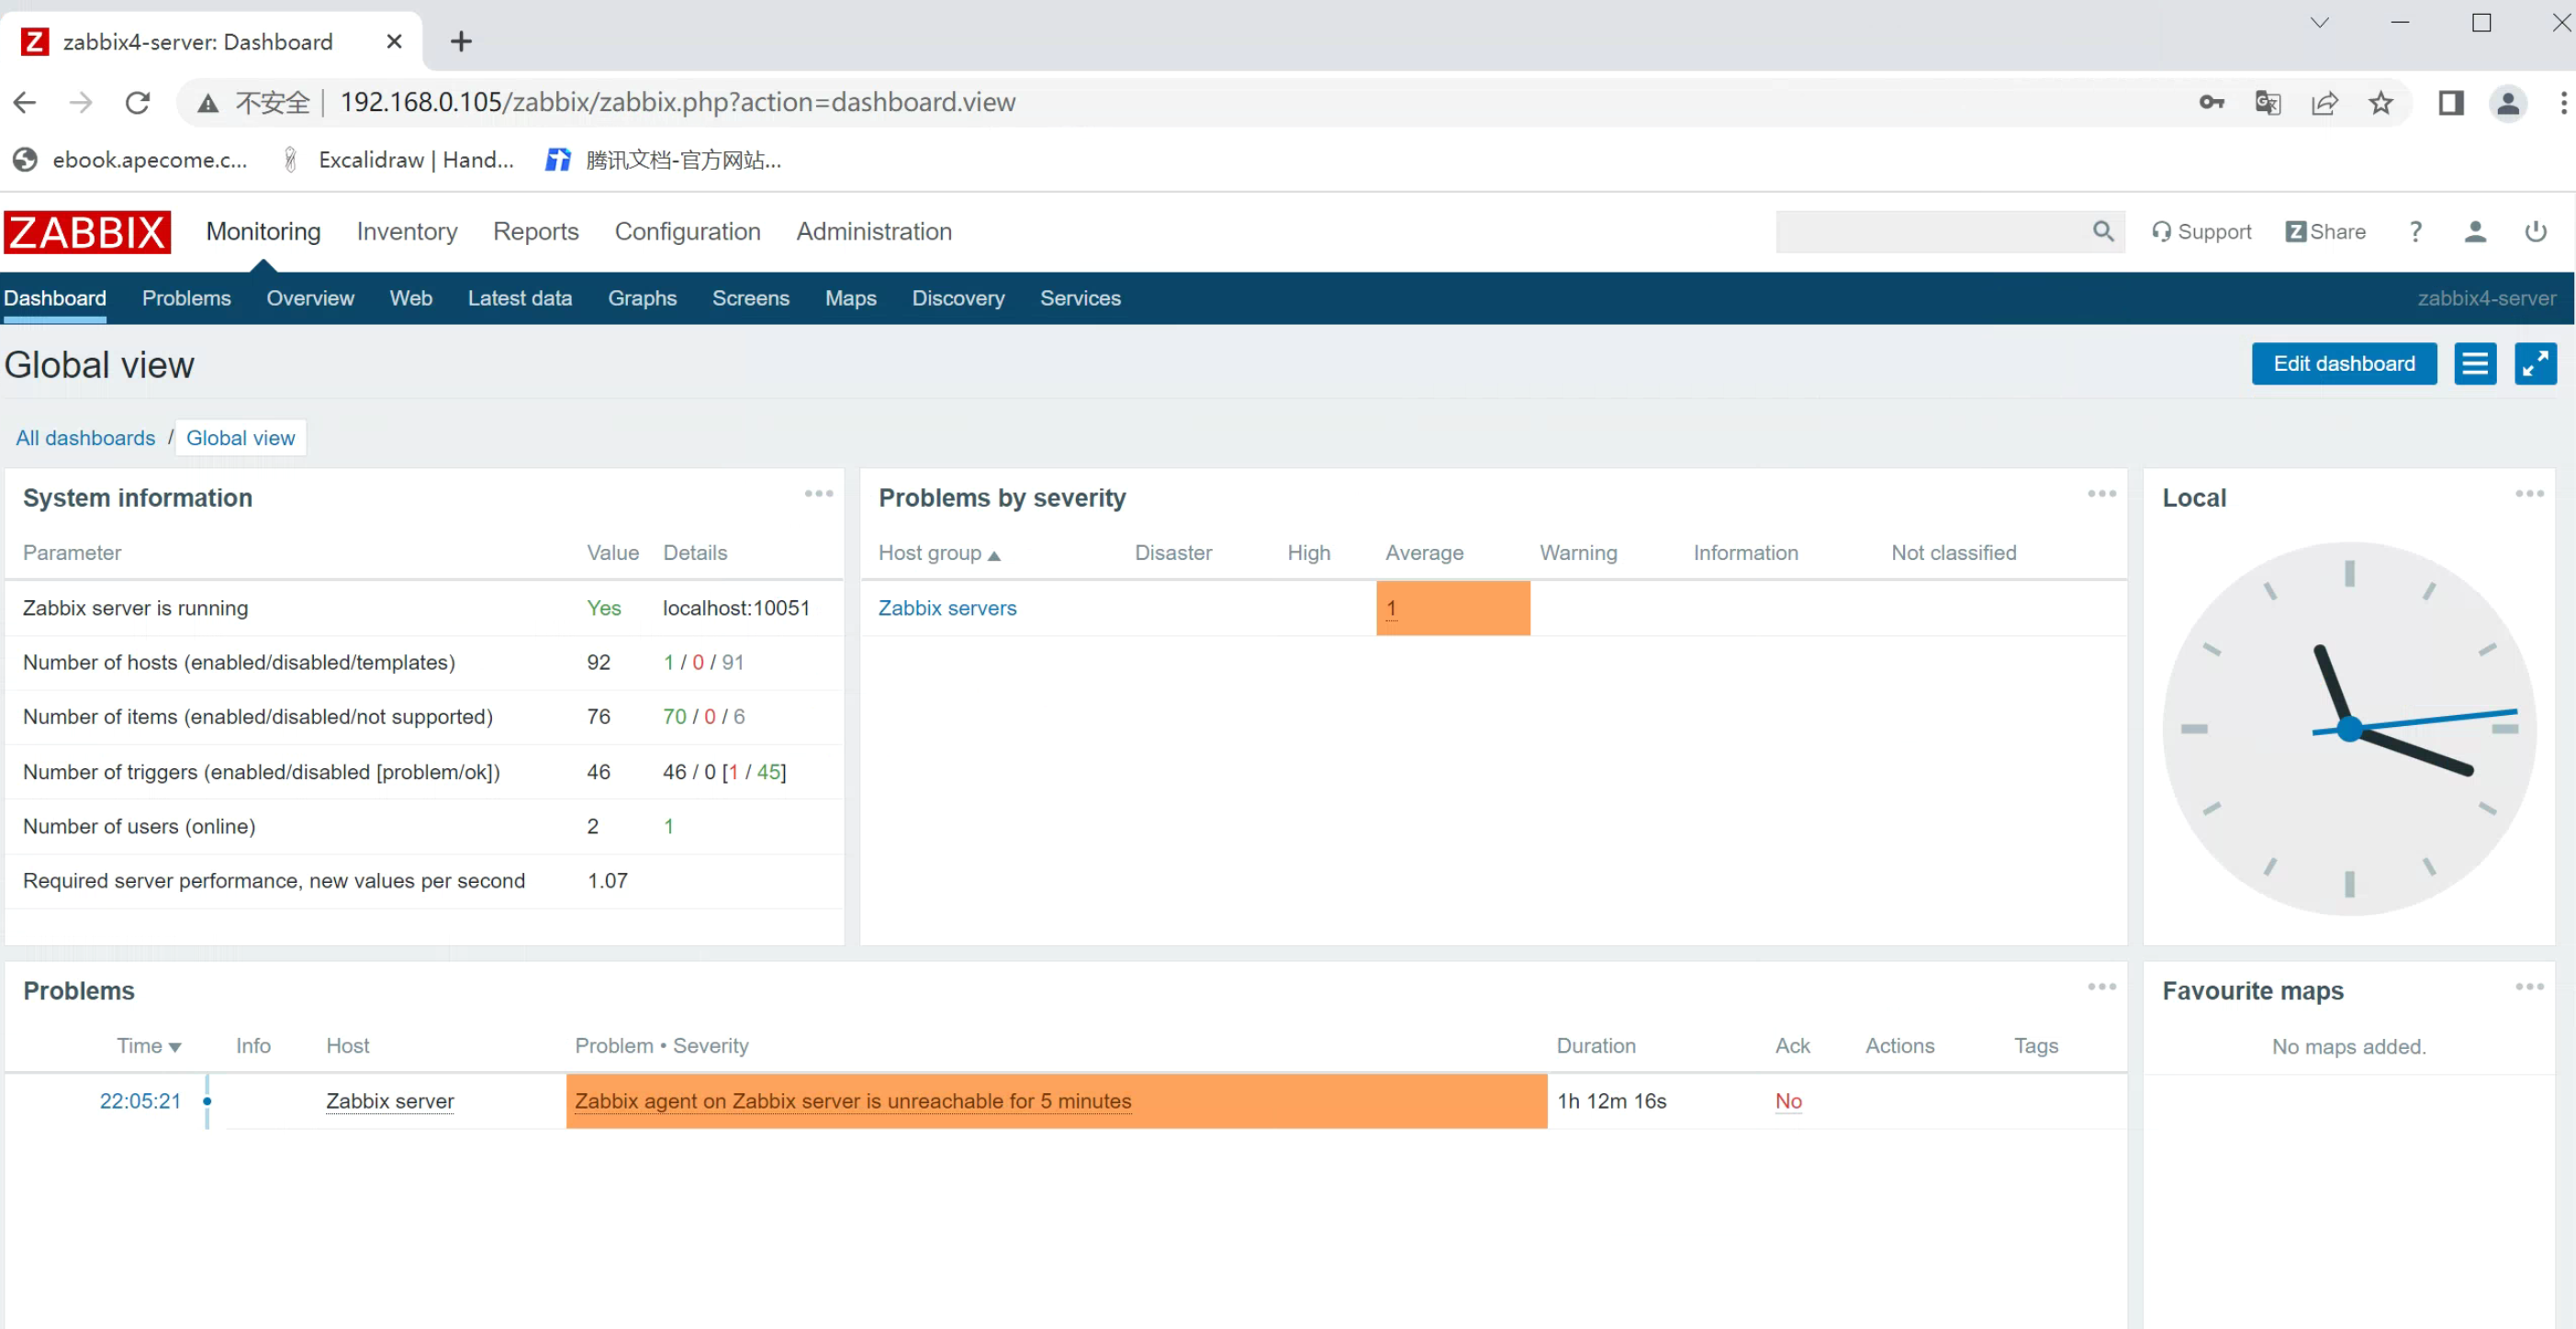 zabbix4-server: Dashboard
不安全 | 192.168.0.105/zabbix/zabbix.php?action=dashboard.view
ebook.apecome.c... Excalidraw | Hand... 腾讯文档-官方网站...
ZABBIX Monitoring Inventory Reports Configuration Administration Support Z Share ?
Dashboard Problems Overview Web Latest data Graphs Screens Maps Discovery Services zabbix4-server
Global view Edit dashboard
All dashboards / Global view
System information
Parameter Value Details
Zabbix server is running Yes localhost:10051
Number of hosts (enabled/disabled/templates) 92 1 / 0 / 91
Number of items (enabled/disabled/not supported) 76 70 / 0 / 6
Number of triggers (enabled/disabled [problem/ok]) 46 46 / 0 [1 / 45]
Number of users (online) 2 1
Required server performance, new values per second 1.07
Problems by severity
Host group ▲ Disaster High Average Warning Information Not classified
Zabbix servers 1
Local
Problems
Time ▼ Info Host Problem • Severity Duration Ack Actions Tags
22:05:21 Zabbix server Zabbix agent on Zabbix server is unreachable for 5 minutes 1h 12m 16s No
Favourite maps
No maps added.